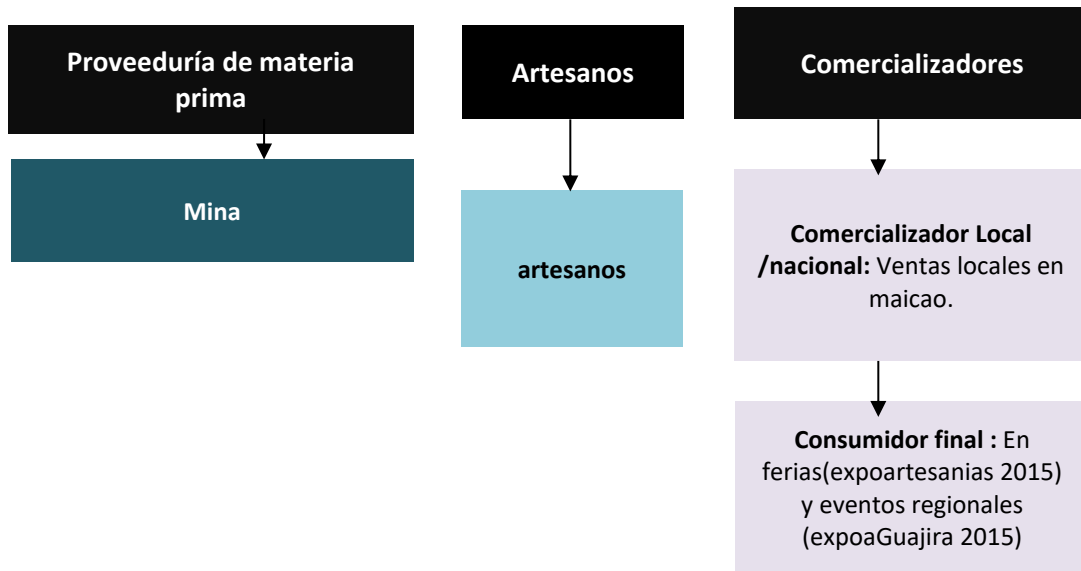 Proveeduría de materia
prima
Mina
Artesanos
artesanos
Comercializadores
Comercializador Local
/nacional: Ventas locales en
maicao.
Consumidor final : En
ferias(expoartesanias 2015)
y eventos regionales
(expoaGuajira 2015)